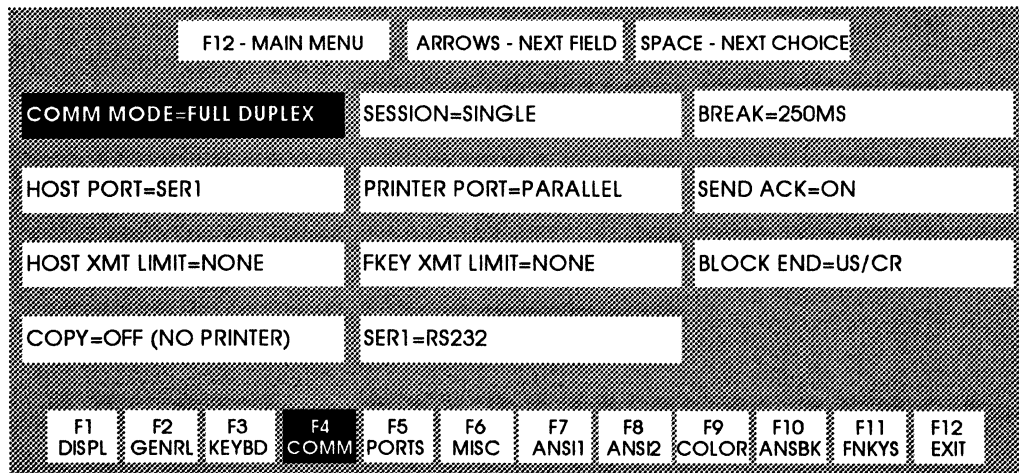 F12 - MAIN MENU ARROWS - NEXT FIELD SPACE - NEXT CHOICE
COMM MODE=FULL DUPLEX SESSION=SINGLE BREAK=250MS
HOST PORT=SER1 PRINTER PORT=PARALLEL SEND ACK=ON
HOST XMT LIMIT=NONE FKEY XMT LIMIT=NONE BLOCK END=US/CR
COPY=OFF (NO PRINTER) SER1=RS232
F1 F2 F3 F4 F5 F6 F7 F8 F9 F10 F11 F12
DISPL GENRL KEYBD COMM PORTS MISC ANSI1 ANSI2 COLOR ANSBK FNKYS EXIT